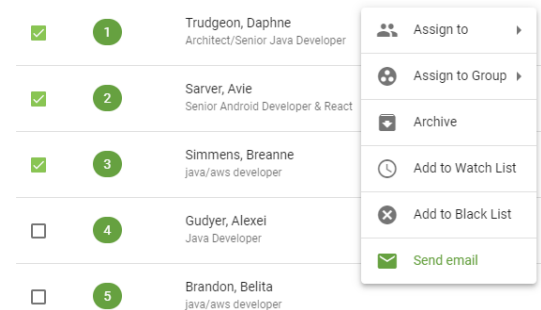 1
Trudgeon, Daphne
Architect/Senior Java Developer
2
Sarver, Avie
Senior Android Developer & React
3
Simmens, Breanne
java/aws developer
4
Gudyer, Alexei
Java Developer
5
Brandon, Belita
java/aws developer
Assign to
Assign to Group
Archive
Add to Watch List
Add to Black List
Send email